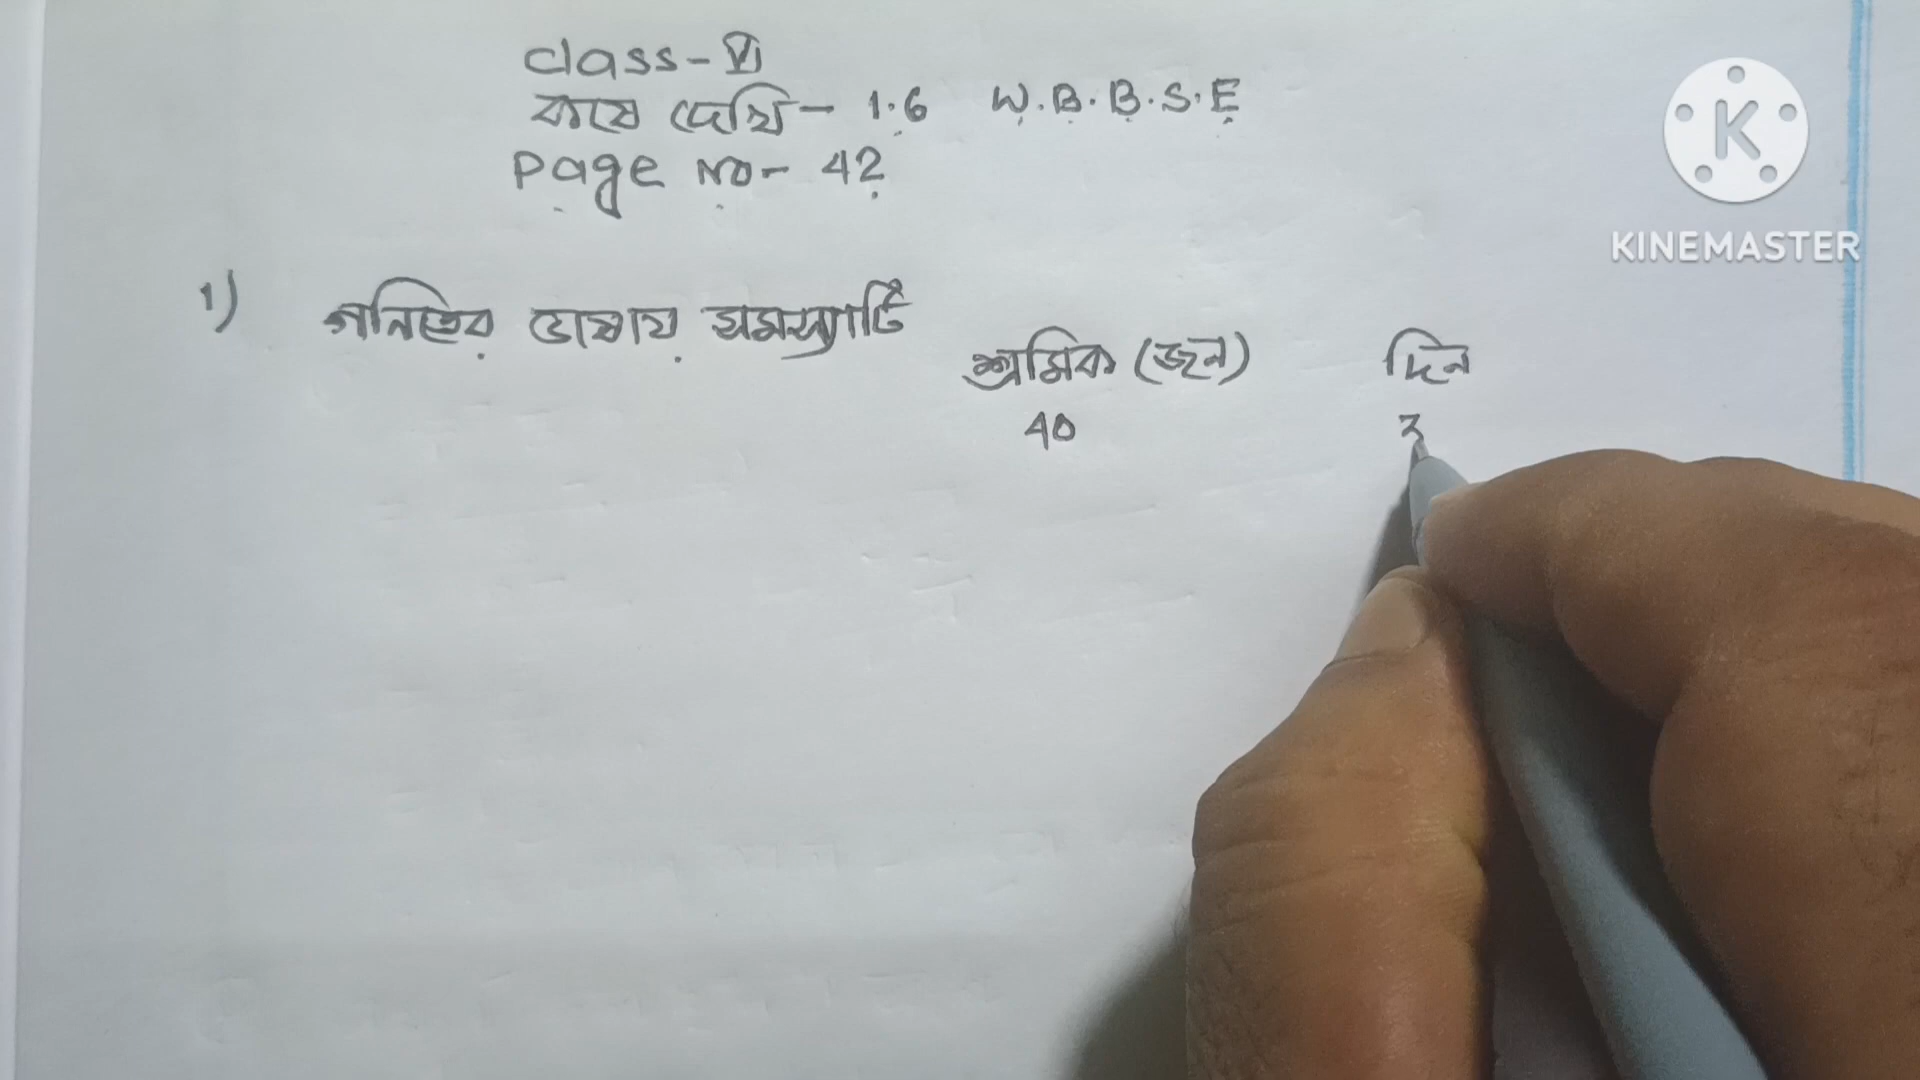 class-VI
কষে দেখি- 1.6 W.B.B.S.E
Page No- 42
1) গনিতের ভাষায় সমস্যাটি
শ্রমিক (জন) দিন
40 3
K
KINEMASTER